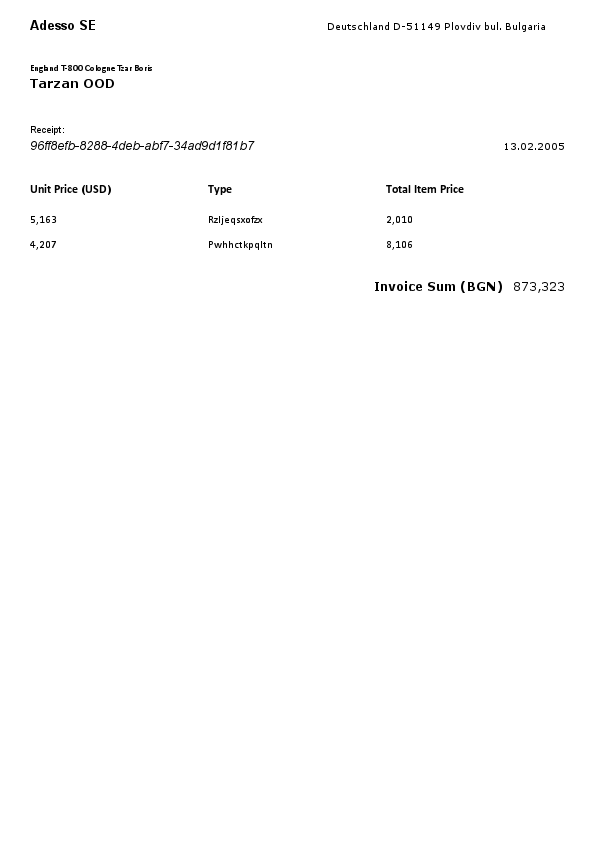 Adesso SE Deutschland D-51149 Plovdiv bul. Bulgaria
England T-800 Cologne Tzar Boris
Tarzan OOD
Receipt:
96ff8efb-8288-4deb-abf7-34ad9d1f81b7 13.02.2005
Unit Price (USD) Type Total Item Price
5,163 Rzljeqsxofzx 2,010
4,207 Pwhhctkpqltn 8,106
Invoice Sum (BGN) 873,323